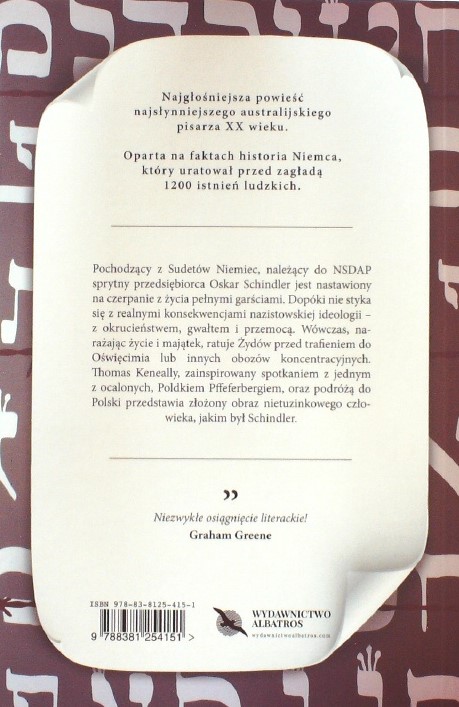 Najgłośniejsza powieść
najsłynniejszego australijskiego
pisarza XX wieku.
Oparta na faktach historia Niemca,
który uratował przed zagładą
1200 istnień ludzkich.
Pochodzący z Sudetów Niemiec, należący do NSDAP
sprytny przedsiębiorca Oskar Schindler jest nastawiony
na czerpanie z życia pełnymi garściami. Dopóki nie styka
się z realnymi konsekwencjami nazistowskiej ideologii –
z okrucieństwem, gwałtem i przemocą. Wówczas, na-
rażając życie i majątek, ratuje Żydów przed trafieniem do
Oświęcimia lub innych obozów koncentracyjnych.
Thomas Keneally, zainspirowany spotkaniem z jednym
z ocalonych, Poldkiem Pffeferbergiem, oraz podróżą do
Polski przedstawia złożony obraz nietuzinkowego czło-
wieka, jakim był Schindler.
”
Niezwykłe osiągnięcie literackie!
Graham Greene
ISBN 978-83-8125-415-1
9 788381 254151 >
WYDAWNICTWO
ALBATROS
wydawnictwoalbatros.com